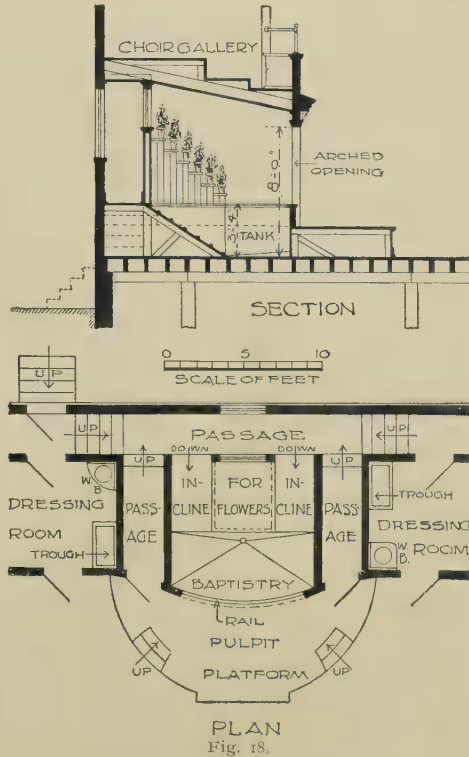 CHOIR GALLERY
ARCHED
OPENING
8'-0"
3'-4"
TANK
SECTION
0 5 10
SCALE OF FEET
UP
UP PASSAGE UP
DOWN DOWN
UP UP
W.
B.
IN-
CLINE
FOR
FLOWERS
IN-
CLINE
DRESSING
ROOM
PASS-
AGE
PASS-
AGE
TROUGH
DRESSING
ROOM
TROUGH
W.
B.
BAPTISTRY
RAIL
PULPIT
PLATFORM
UP UP
PLAN
Fig. 18.